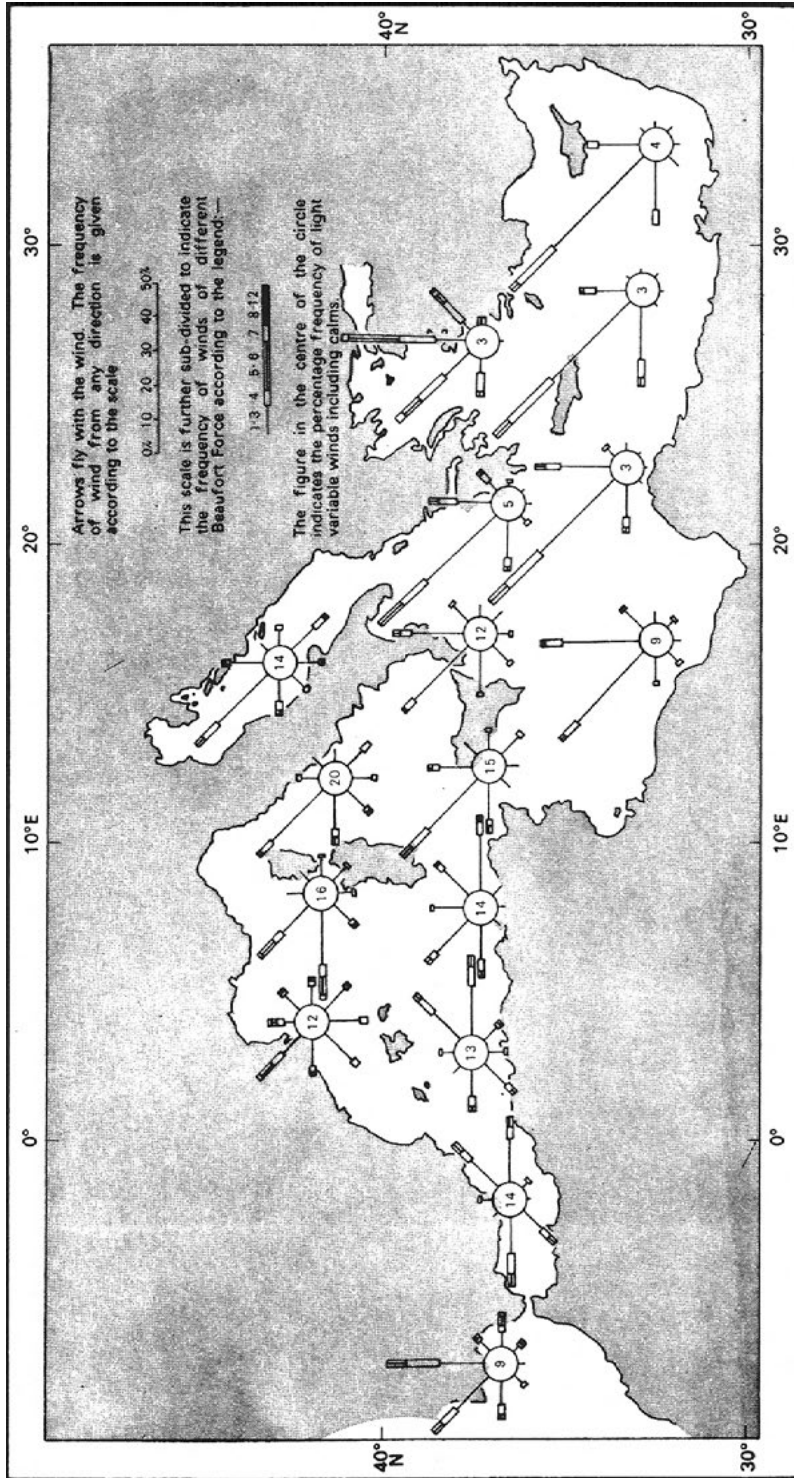 0° 10°E 20° 30°
Arrows fly with the wind. The frequency
of wind from any direction is given
according to the scale
0% 10 20 30 40 50%
This scale is further sub-divided to indicate
the frequency of winds of different
Beaufort Force according to the legend:—
1·3 4 5·6 7 8·12
The figure in the centre of the circle
indicates the percentage frequency of light
variable winds including calms.
40°
N
40°
N
12
16
20
14
9
14
13
14
15
12
5
3
9
3
3
4
30°
30°
0° 10°E 20° 30°